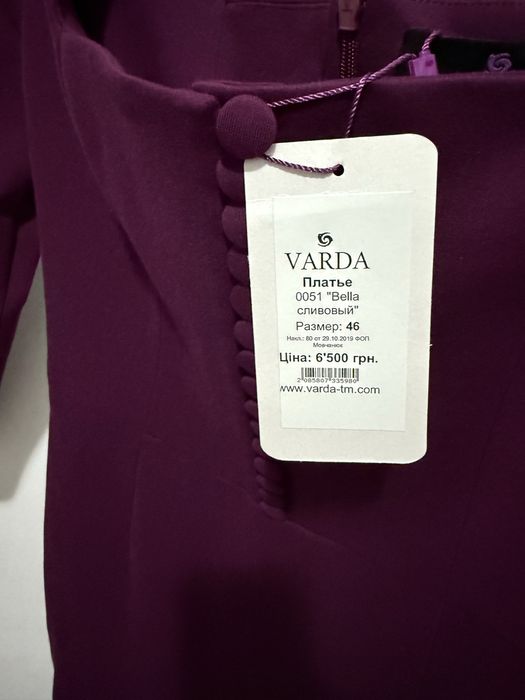 VARDA
Платье
0051 "Bella
сливовый"
Размер: 46
Накл.: 80 от 29.10.2019 ФОП
Мовчанюк
Ціна: 6'500 грн.
2085807335980
www.varda-tm.com